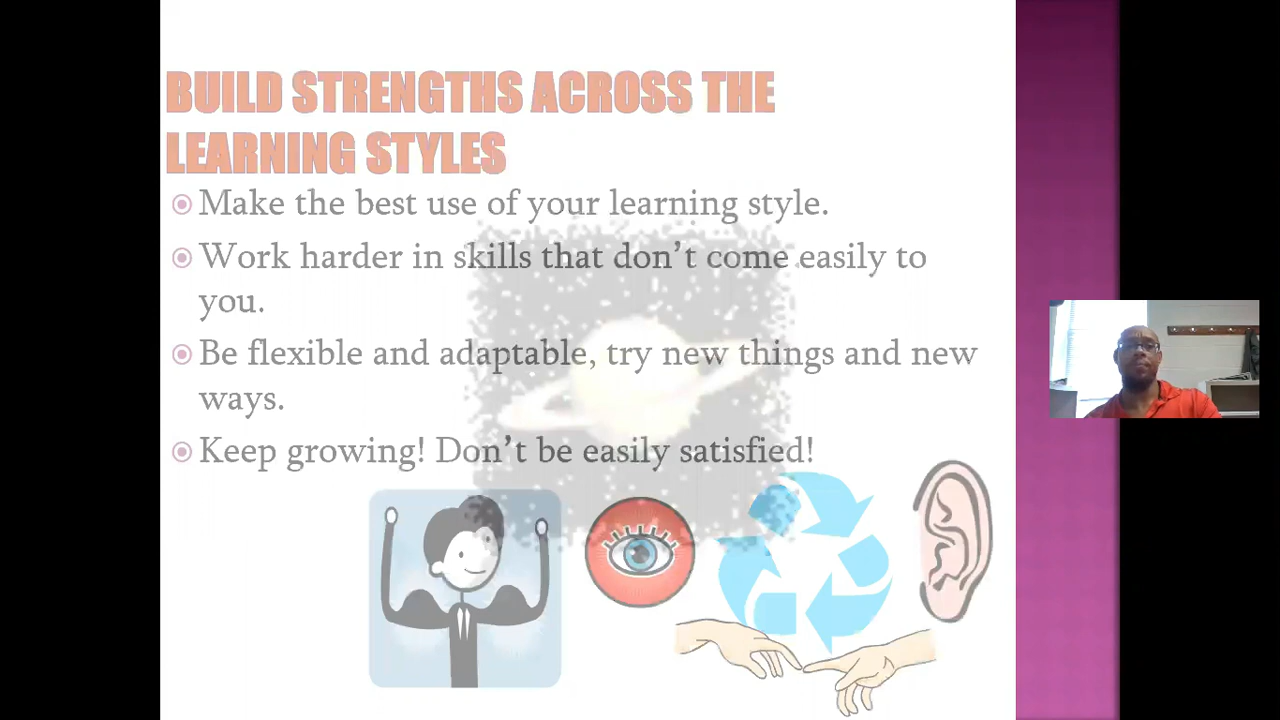 BUILD STRENGTHS ACROSS THE
LEARNING STYLES
Make the best use of your learning style.
Work harder in skills that don’t come easily to
you.
Be flexible and adaptable, try new things and new
ways.
Keep growing! Don’t be easily satisfied!